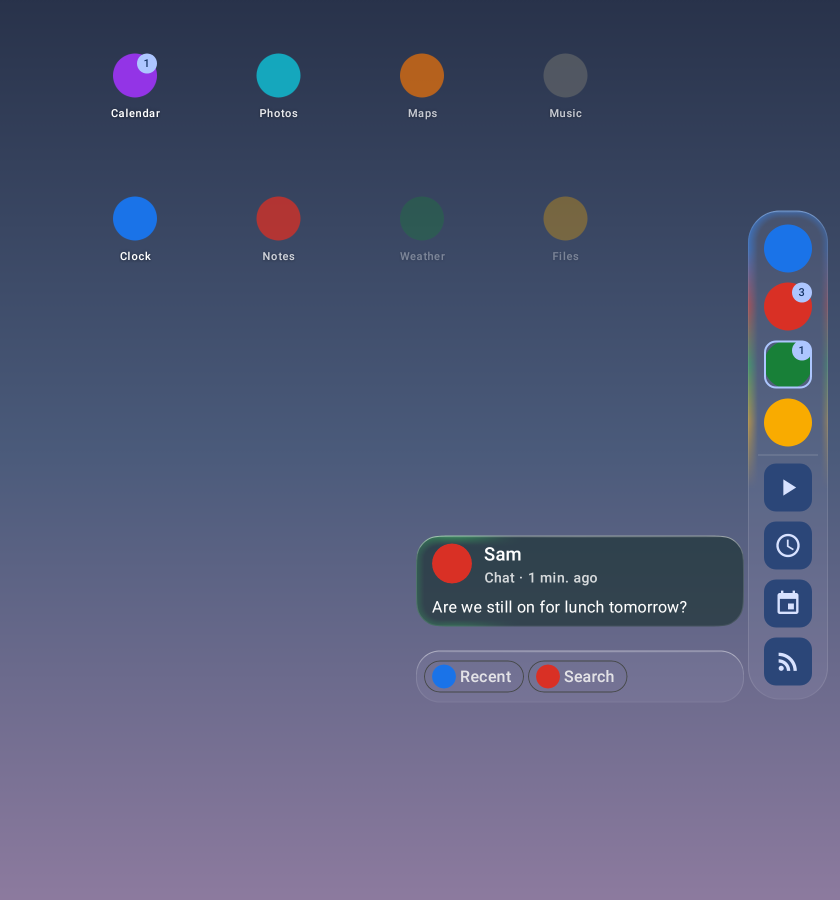 1
Calendar
Photos
Maps
Music
Clock
Notes
Weather
Files
3
1
Sam
Chat · 1 min. ago
Are we still on for lunch tomorrow?
Recent
Search